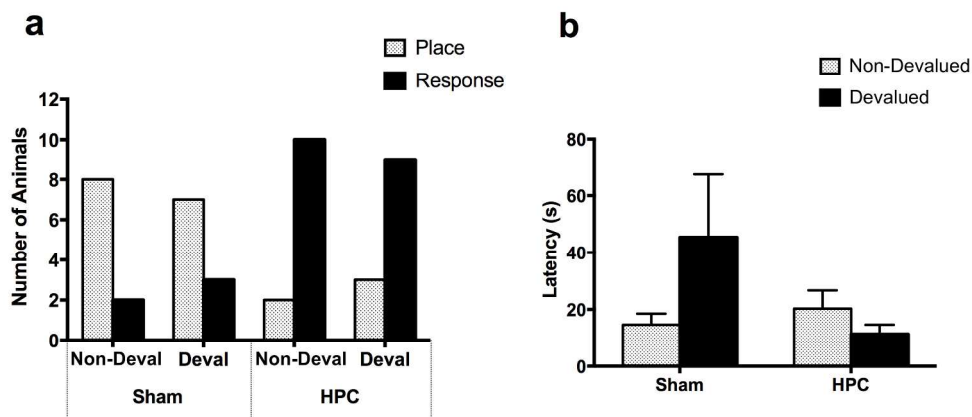 a
Place
Response
Number of Animals
12
10
8
6
4
2
0
Non-Deval Deval Non-Deval Deval
Sham HPC
b
Non-Devalued
Devalued
Latency (s)
80
60
40
20
0
Sham HPC